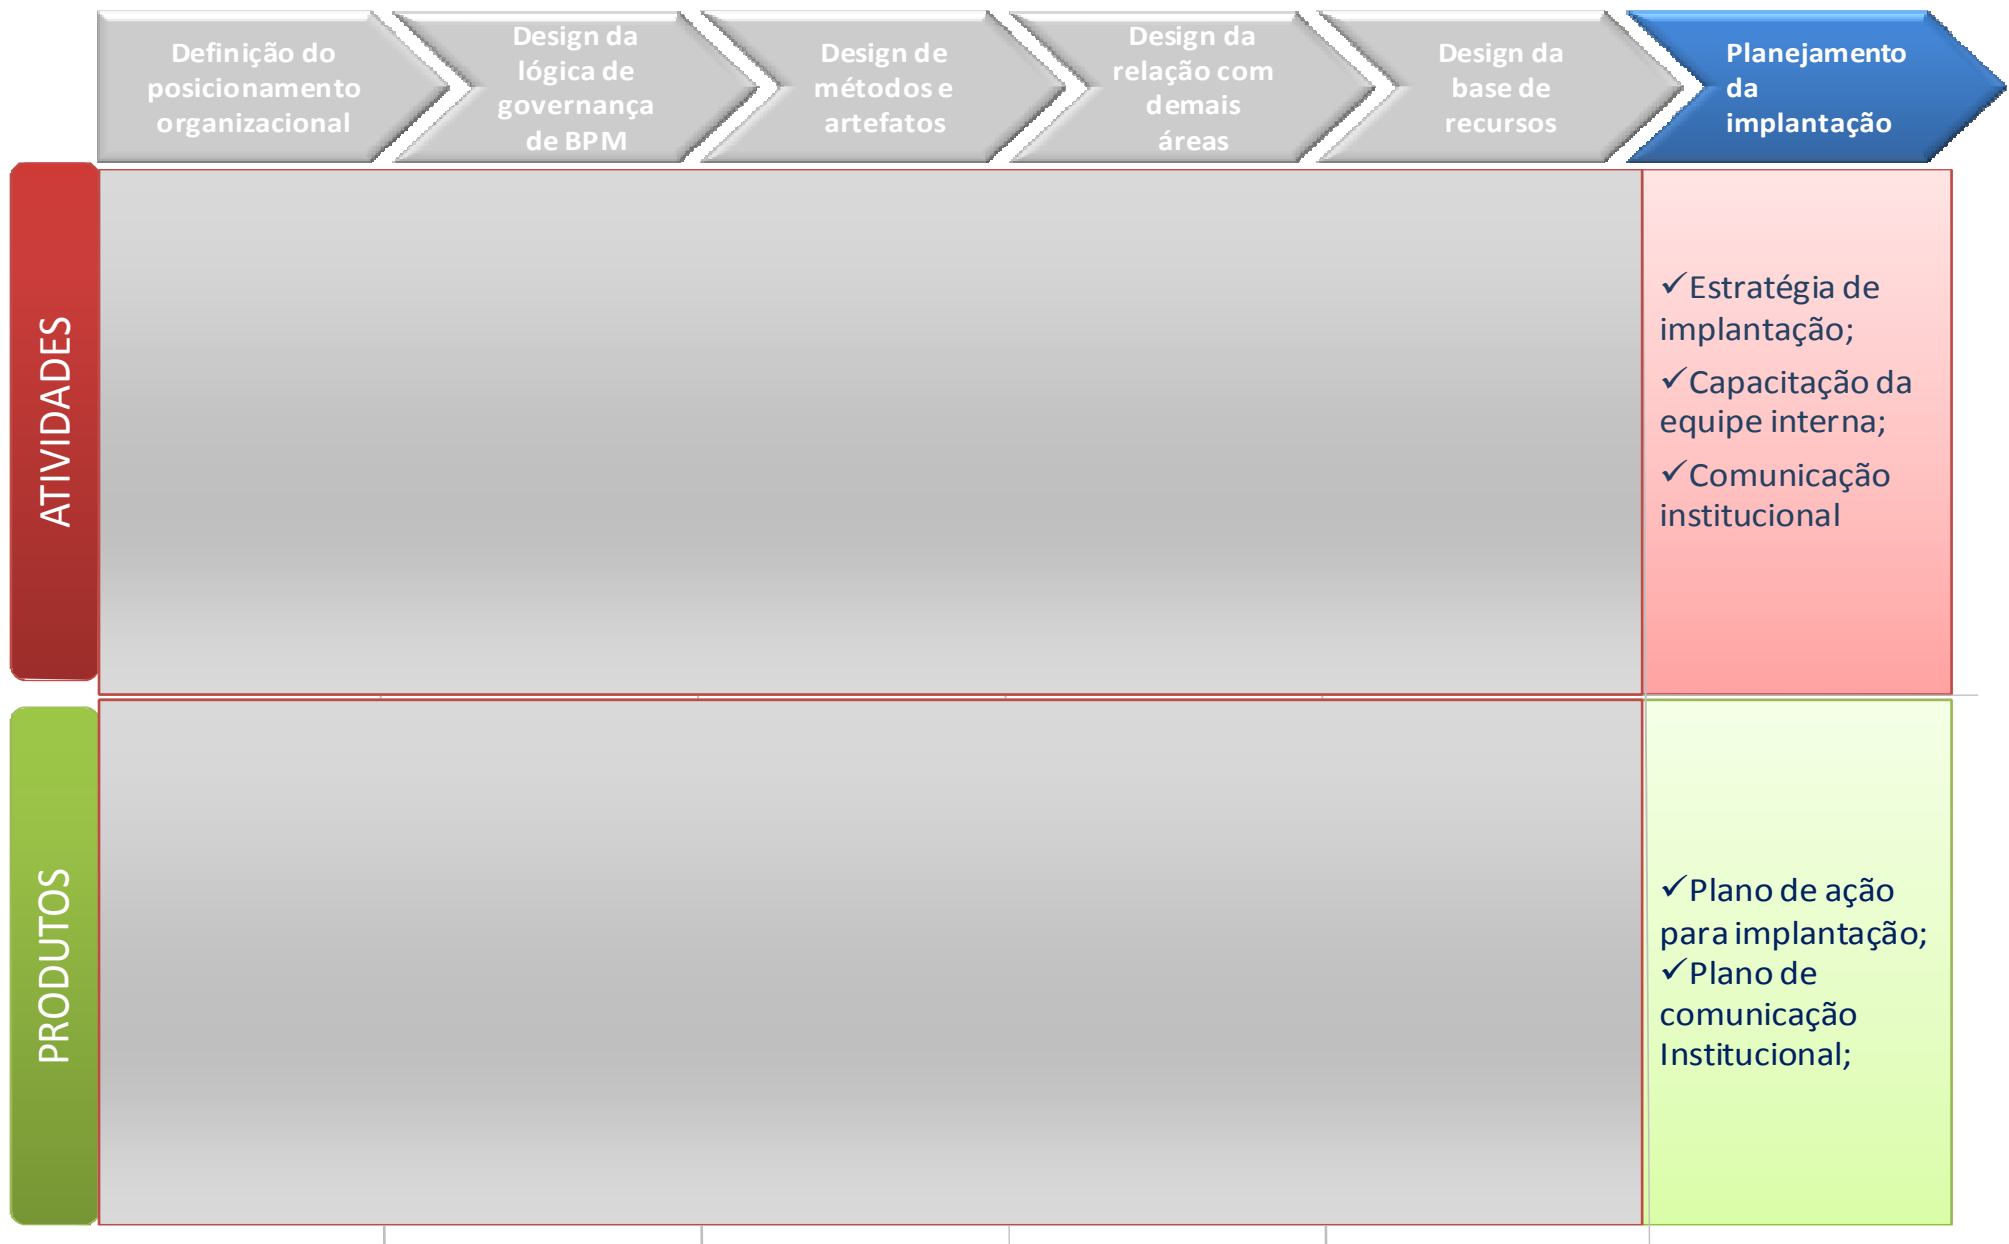 Definição do
posicionamento
organizacional
Design da
lógica de
governança
de BPM
Design de
métodos e
artefatos
Design da
relação com
demais
áreas
Design da
base de
recursos
Planejamento
da
implantação
ATIVIDADES
✓Estratégia de
implantação;
✓Capacitação da
equipe interna;
✓Comunicação
institucional
PRODUTOS
✓Plano de ação
para implantação;
✓Plano de
comunicação
Institucional;